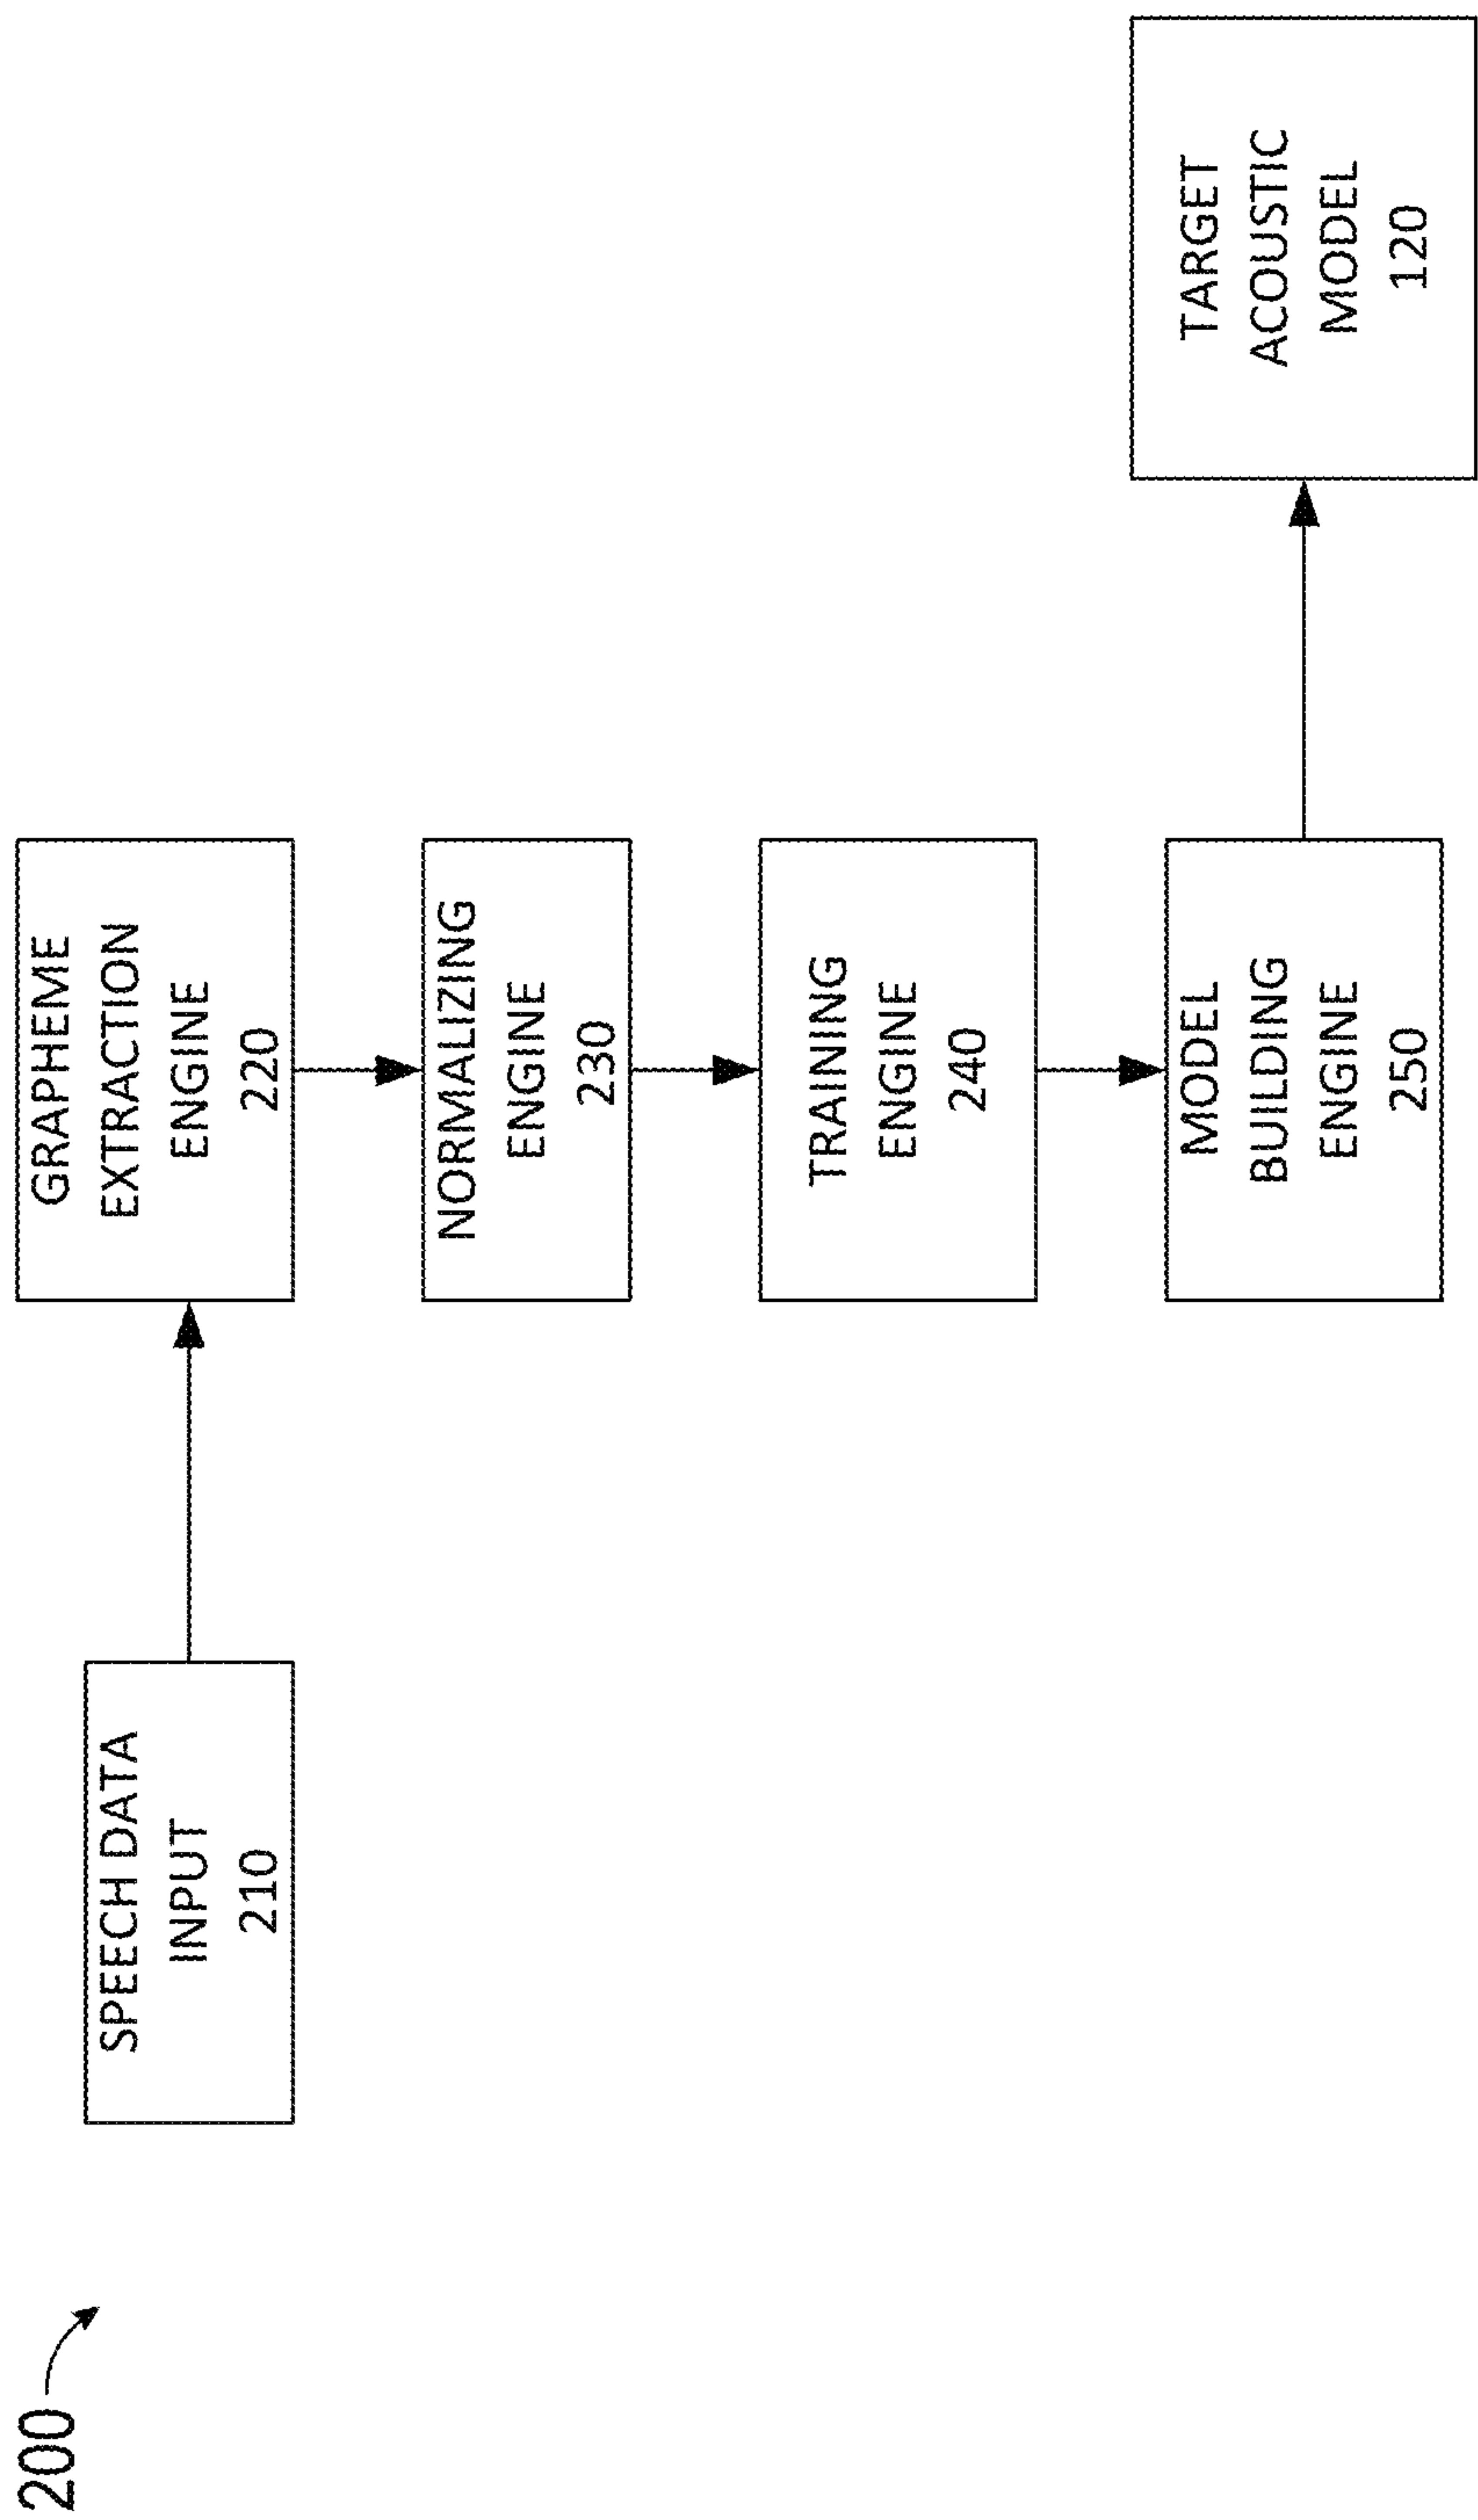 200
SPEECH DATA
INPUT
210
GRAPHEME
EXTRACTION
ENGINE
220
NORMALIZING
ENGINE
230
TRAINING
ENGINE
240
MODEL
BUILDING
ENGINE
250
TARGET
ACOUSTIC
MODEL
120